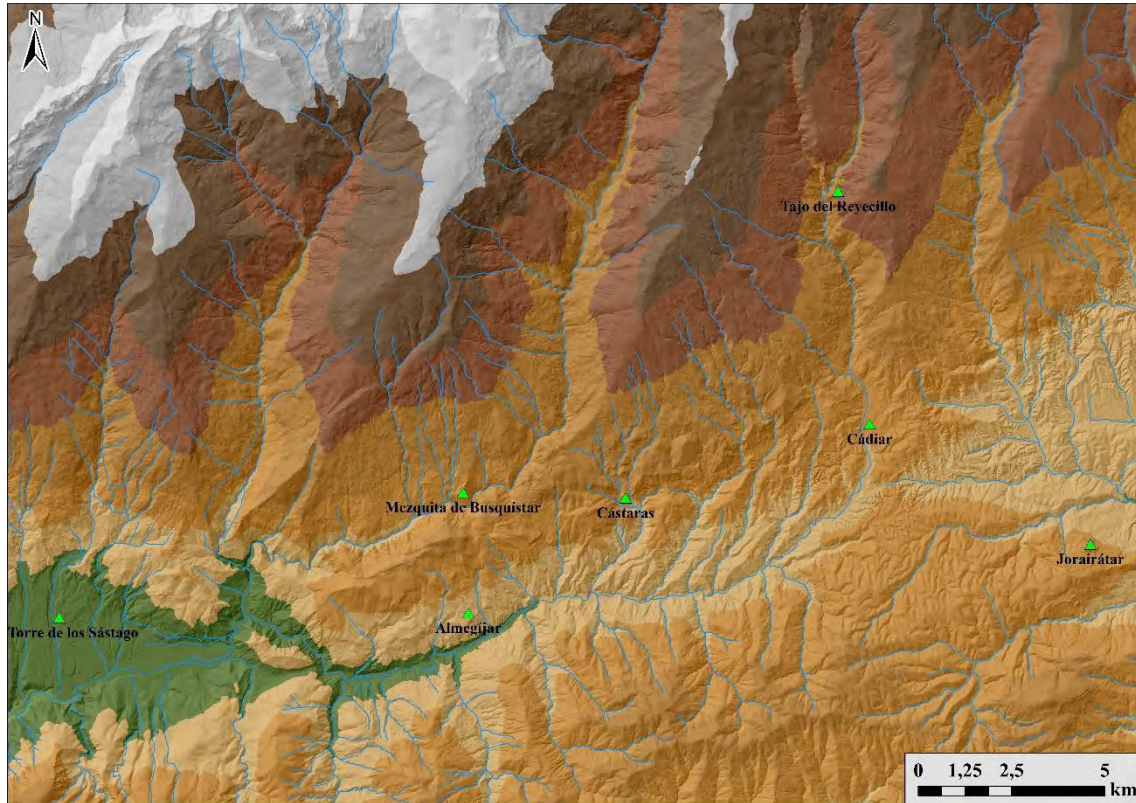 N
Tajo del Reyecillo
Cádiar
Mezquita de Busquístar
Cástaras
Jorairátar
Torre de los Sástago
Almegíjar
0 1,25 2,5 5
km